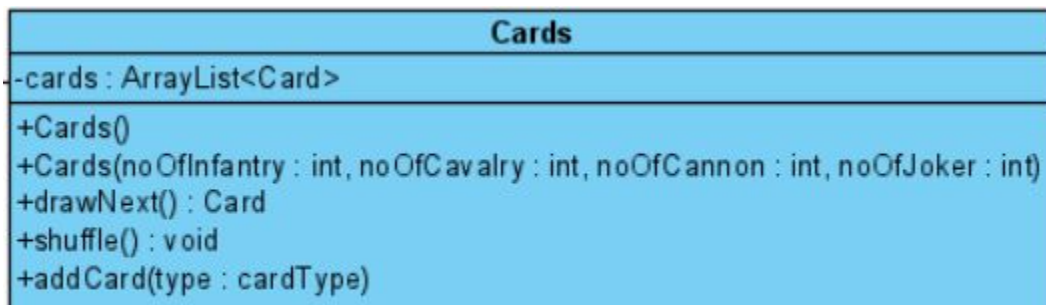 Cards
-cards : ArrayList<Card>
+Cards()
+Cards(noOfInfantry : int, noOfCavalry : int, noOfCannon : int, noOfJoker : int)
+drawNext() : Card
+shuffle() : void
+addCard(type : cardType)